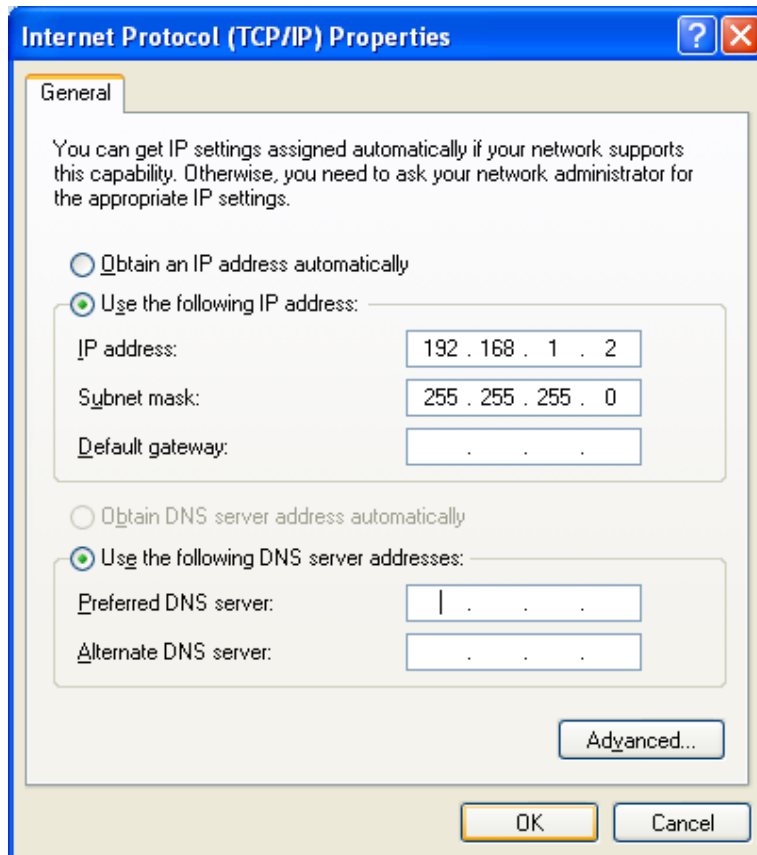 Internet Protocol (TCP/IP) Properties
General
You can get IP settings assigned automatically if your network supports
this capability. Otherwise, you need to ask your network administrator for
the appropriate IP settings.
Obtain an IP address automatically
Use the following IP address:
IP address: 192 . 168 . 1 . 2
Subnet mask: 255 . 255 . 255 . 0
Default gateway: . . .
Obtain DNS server address automatically
Use the following DNS server addresses:
Preferred DNS server: . . .
Alternate DNS server: . . .
Advanced...
OK Cancel